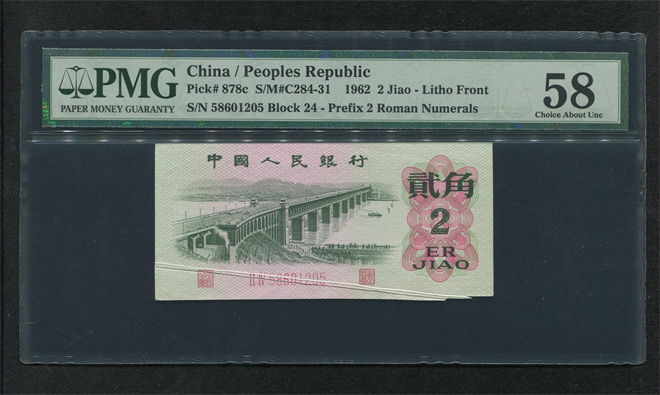 PMG
PAPER MONEY GUARANTY
China / Peoples Republic
Pick# 878c S/M#C284-31 1962 2 Jiao - Litho Front
S/N 58601205 Block 24 - Prefix 2 Roman Numerals
58
Choice About Unc
中國人民銀行
貳角
2
ER
JIAO
II IV 58601205